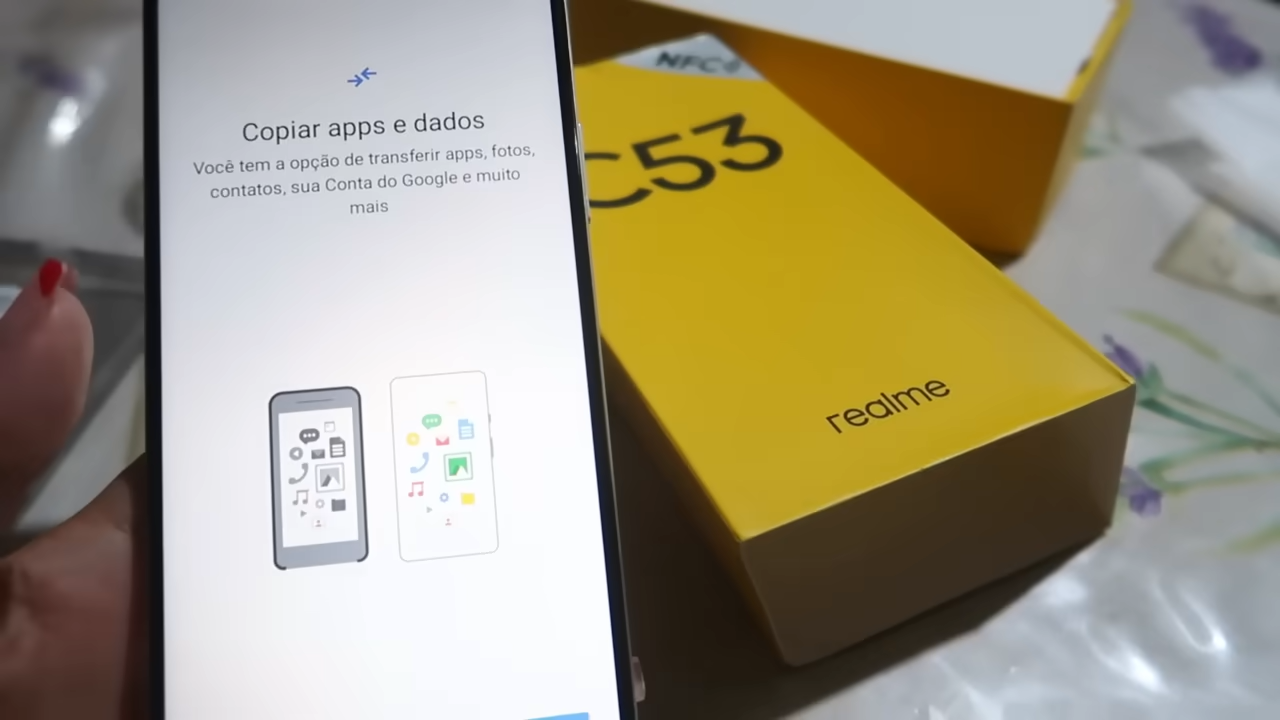 Copiar apps e dados
Você tem a opção de transferir apps, fotos,
contatos, sua Conta do Google e muito
mais
NFC
C53
realme